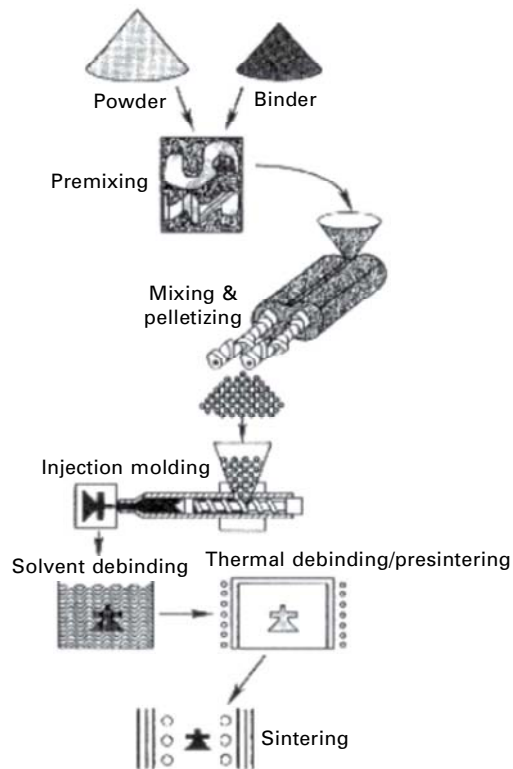 Powder
Binder
Premixing
Mixing &
pelletizing
Injection molding
Solvent debinding
Thermal debinding/presintering
Sintering